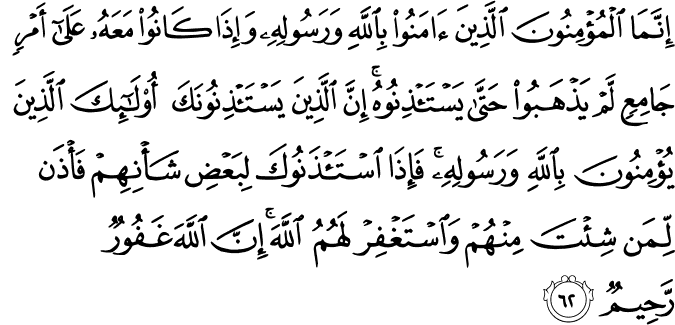 إِنَّمَا ٱلْمُؤْمِنُونَ ٱلَّذِينَ ءَامَنُوا۟ بِٱللَّهِ وَرَسُولِهِۦ وَإِذَا كَانُوا۟ مَعَهُۥ عَلَىٰٓ أَمْرٍۢ
جَامِعٍۢ لَّمْ يَذْهَبُوا۟ حَتَّىٰ يَسْتَـْٔذِنُوهُ ۚ إِنَّ ٱلَّذِينَ يَسْتَـْٔذِنُونَكَ أُو۟لَـٰٓئِكَ ٱلَّذِينَ
يُؤْمِنُونَ بِٱللَّهِ وَرَسُولِهِۦ ۚ فَإِذَا ٱسْتَـْٔذَنُوكَ لِبَعْضِ شَأْنِهِمْ فَأْذَن
لِّمَن شِئْتَ مِنْهُمْ وَٱسْتَغْفِرْ لَهُمُ ٱللَّهَ ۚ إِنَّ ٱللَّهَ غَفُورٌۭ
رَّحِيمٌۭ ٦٢